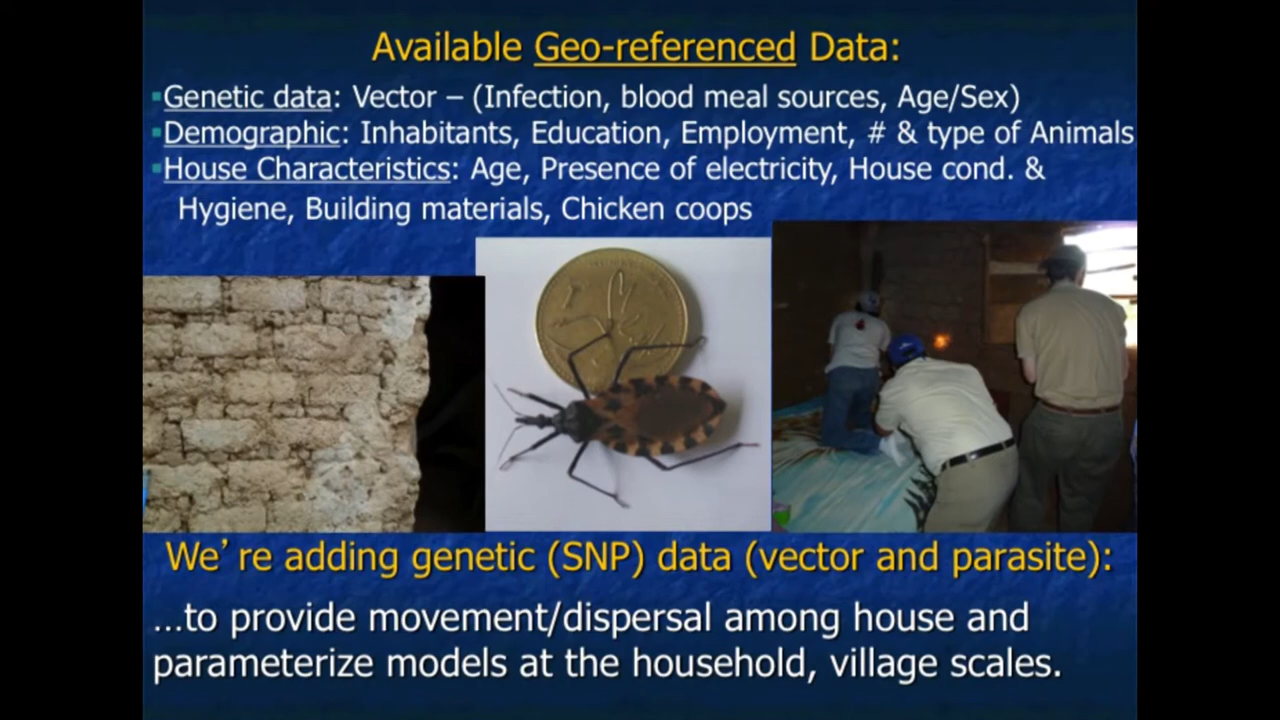 Available Geo-referenced Data:
▪Genetic data: Vector – (Infection, blood meal sources, Age/Sex)
▪Demographic: Inhabitants, Education, Employment, # & type of Animals
▪House Characteristics: Age, Presence of electricity, House cond. &
Hygiene, Building materials, Chicken coops
We’re adding genetic (SNP) data (vector and parasite):
…to provide movement/dispersal among house and
parameterize models at the household, village scales.